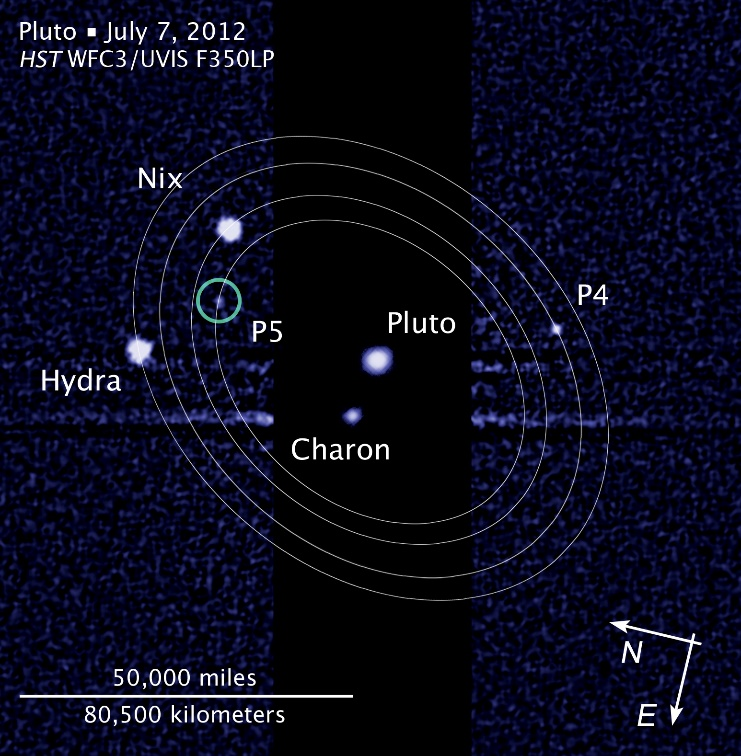 Pluto ▪ July 7, 2012
HST WFC3/UVIS F350LP
Nix
P4
P5
Pluto
Hydra
Charon
N
50,000 miles
80,500 kilometers
E